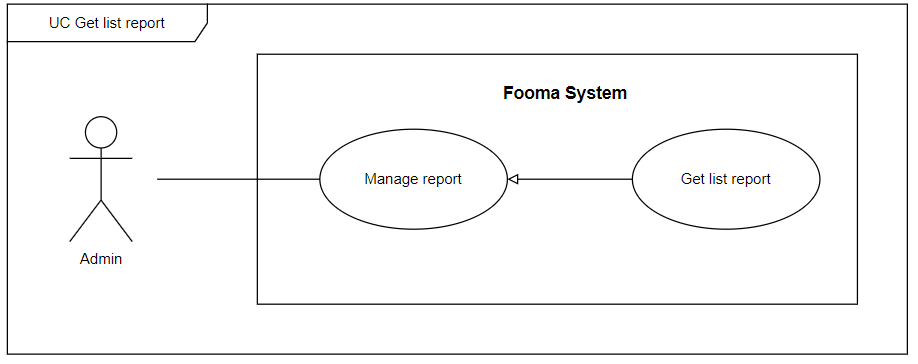 UC Get list report
Fooma System
Manage report
Get list report
Admin